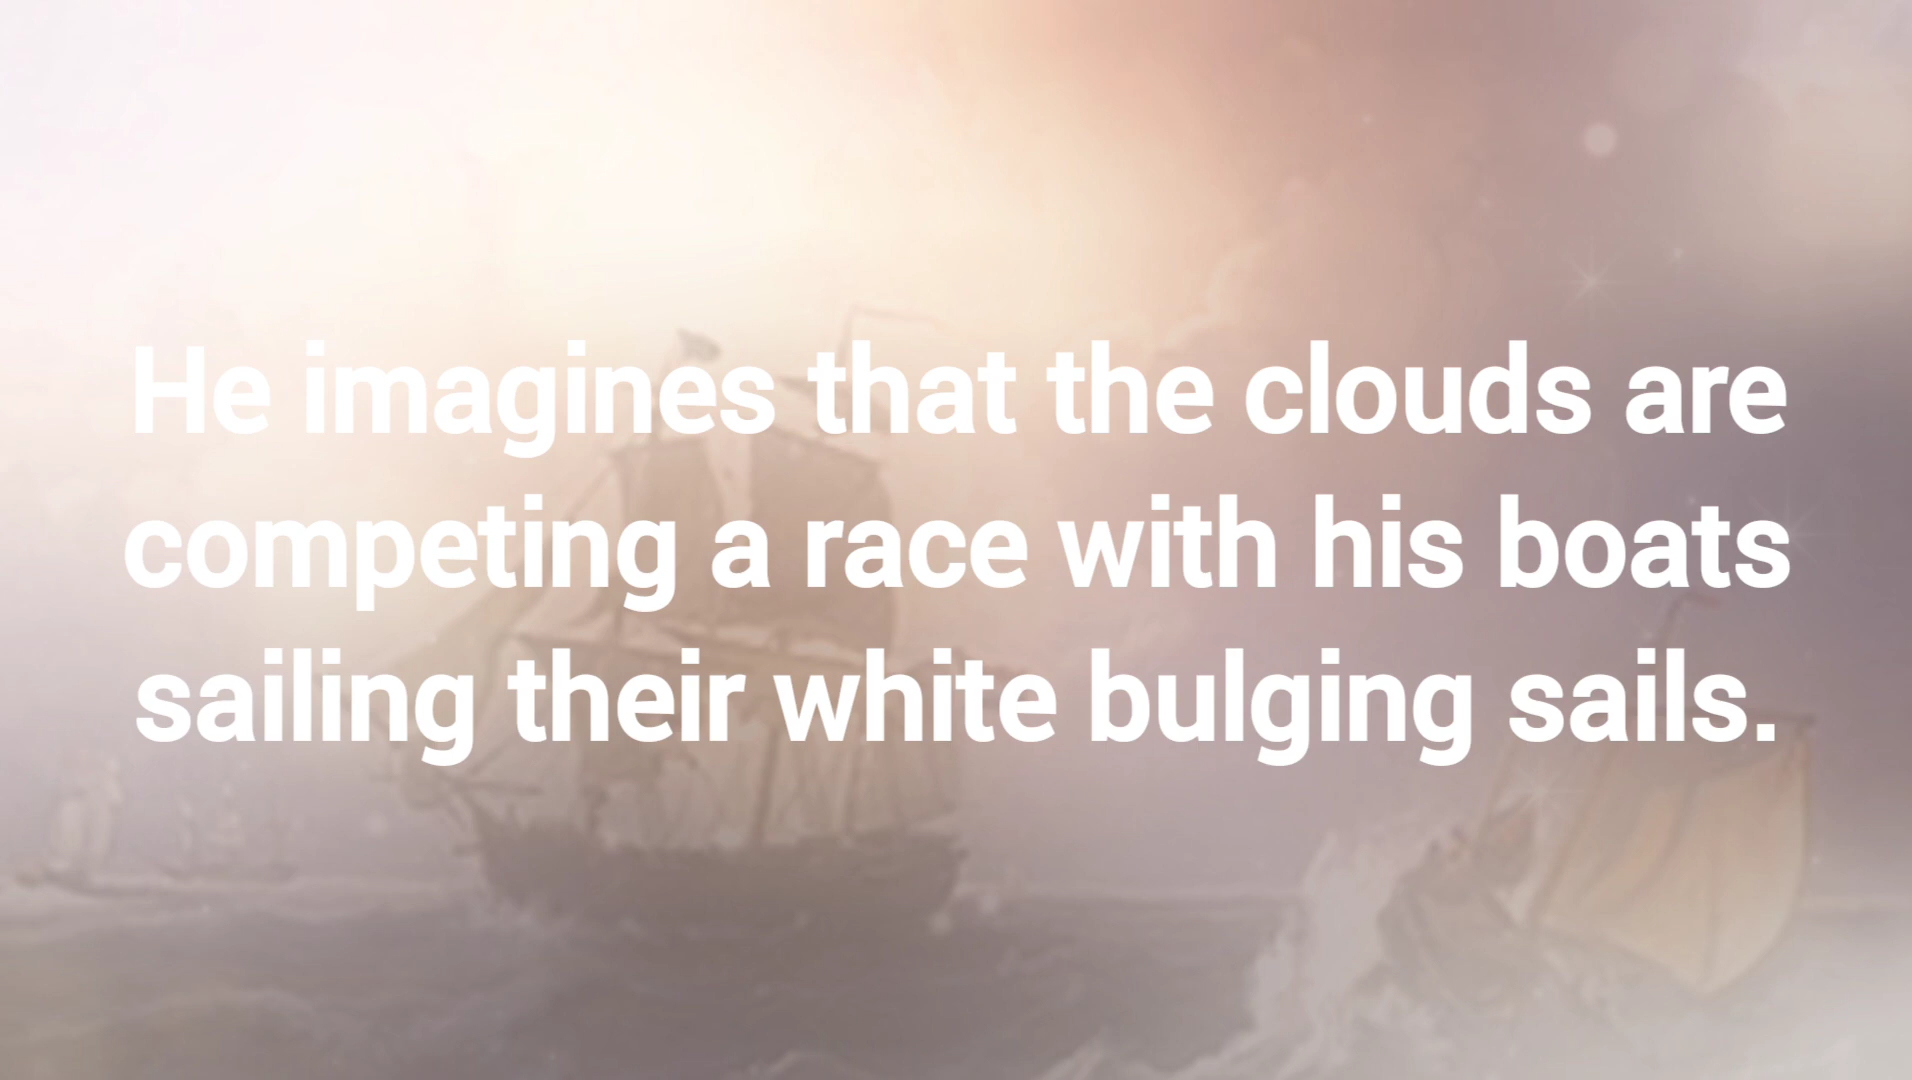 He imagines that the clouds are
competing a race with his boats
sailing their white bulging sails.